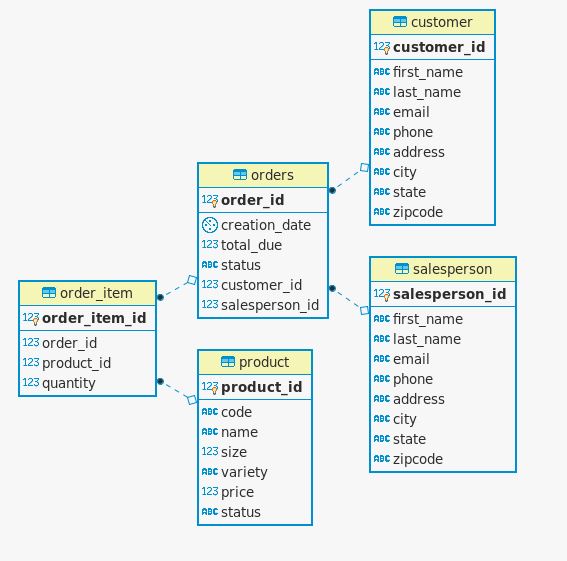 customer
123 customer_id
ABC first_name
ABC last_name
ABC email
ABC phone
ABC address
ABC city
ABC state
ABC zipcode
orders
123 order_id
creation_date
123 total_due
ABC status
123 customer_id
123 salesperson_id
salesperson
123 salesperson_id
ABC first_name
ABC last_name
ABC email
ABC phone
ABC address
ABC city
ABC state
ABC zipcode
order_item
123 order_item_id
123 order_id
123 product_id
123 quantity
product
123 product_id
ABC code
ABC name
123 size
ABC variety
123 price
ABC status